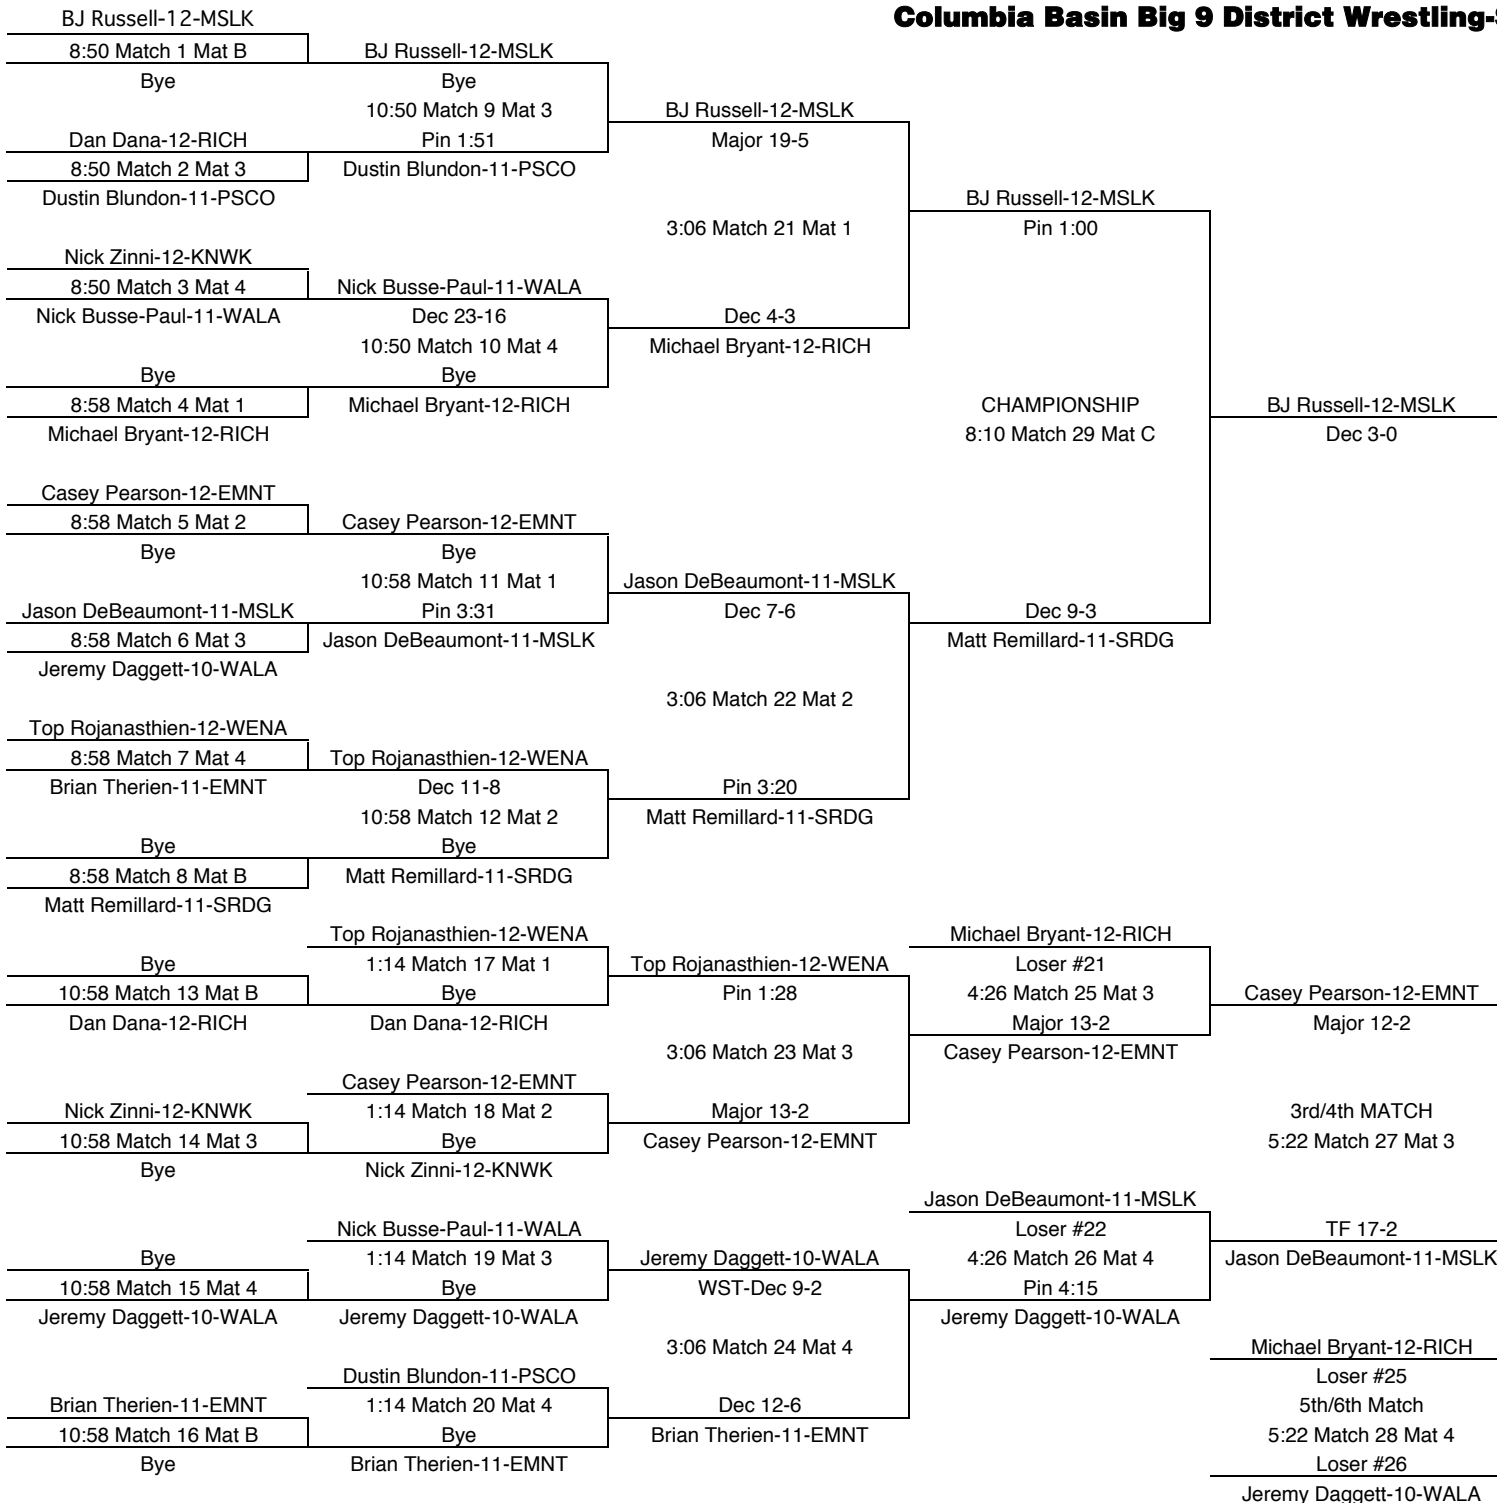 Columbia Basin Big 9 District Wrestling-
BJ Russell-12-MSLK
8:50 Match 1 Mat B
Bye
Dan Dana-12-RICH
8:50 Match 2 Mat 3
Dustin Blundon-11-PSCO
Nick Zinni-12-KNWK
8:50 Match 3 Mat 4
Nick Busse-Paul-11-WALA
Bye
8:58 Match 4 Mat 1
Michael Bryant-12-RICH
Casey Pearson-12-EMNT
8:58 Match 5 Mat 2
Bye
Jason DeBeaumont-11-MSLK
8:58 Match 6 Mat 3
Jeremy Daggett-10-WALA
Top Rojanasthien-12-WENA
8:58 Match 7 Mat 4
Brian Therien-11-EMNT
Bye
8:58 Match 8 Mat B
Matt Remillard-11-SRDG
BJ Russell-12-MSLK
Bye
10:50 Match 9 Mat 3
Pin 1:51
Dustin Blundon-11-PSCO
Nick Busse-Paul-11-WALA
Dec 23-16
10:50 Match 10 Mat 4
Bye
Michael Bryant-12-RICH
Casey Pearson-12-EMNT
Bye
10:58 Match 11 Mat 1
Pin 3:31
Jason DeBeaumont-11-MSLK
Top Rojanasthien-12-WENA
Dec 11-8
10:58 Match 12 Mat 2
Bye
Matt Remillard-11-SRDG
BJ Russell-12-MSLK
Major 19-5
3:06 Match 21 Mat 1
Dec 4-3
Michael Bryant-12-RICH
Jason DeBeaumont-11-MSLK
Dec 7-6
3:06 Match 22 Mat 2
Pin 3:20
Matt Remillard-11-SRDG
BJ Russell-12-MSLK
Pin 1:00
CHAMPIONSHIP
8:10 Match 29 Mat C
Dec 9-3
Matt Remillard-11-SRDG
BJ Russell-12-MSLK
Dec 3-0
Bye
10:58 Match 13 Mat B
Dan Dana-12-RICH
Nick Zinni-12-KNWK
10:58 Match 14 Mat 3
Bye
Bye
10:58 Match 15 Mat 4
Jeremy Daggett-10-WALA
Brian Therien-11-EMNT
10:58 Match 16 Mat B
Bye
Top Rojanasthien-12-WENA
1:14 Match 17 Mat 1
Bye
Dan Dana-12-RICH
Casey Pearson-12-EMNT
1:14 Match 18 Mat 2
Bye
Nick Zinni-12-KNWK
Nick Busse-Paul-11-WALA
1:14 Match 19 Mat 3
Bye
Jeremy Daggett-10-WALA
Dustin Blundon-11-PSCO
1:14 Match 20 Mat 4
Bye
Brian Therien-11-EMNT
Top Rojanasthien-12-WENA
Pin 1:28
3:06 Match 23 Mat 3
Major 13-2
Casey Pearson-12-EMNT
Jeremy Daggett-10-WALA
WST-Dec 9-2
3:06 Match 24 Mat 4
Dec 12-6
Brian Therien-11-EMNT
Michael Bryant-12-RICH
Loser #21
4:26 Match 25 Mat 3
Major 13-2
Casey Pearson-12-EMNT
Jason DeBeaumont-11-MSLK
Loser #22
4:26 Match 26 Mat 4
Pin 4:15
Jeremy Daggett-10-WALA
Casey Pearson-12-EMNT
Major 12-2
3rd/4th MATCH
5:22 Match 27 Mat 3
TF 17-2
Jason DeBeaumont-11-MSLK
Michael Bryant-12-RICH
Loser #25
5th/6th Match
5:22 Match 28 Mat 4
Loser #26
Jeremy Daggett-10-WALA